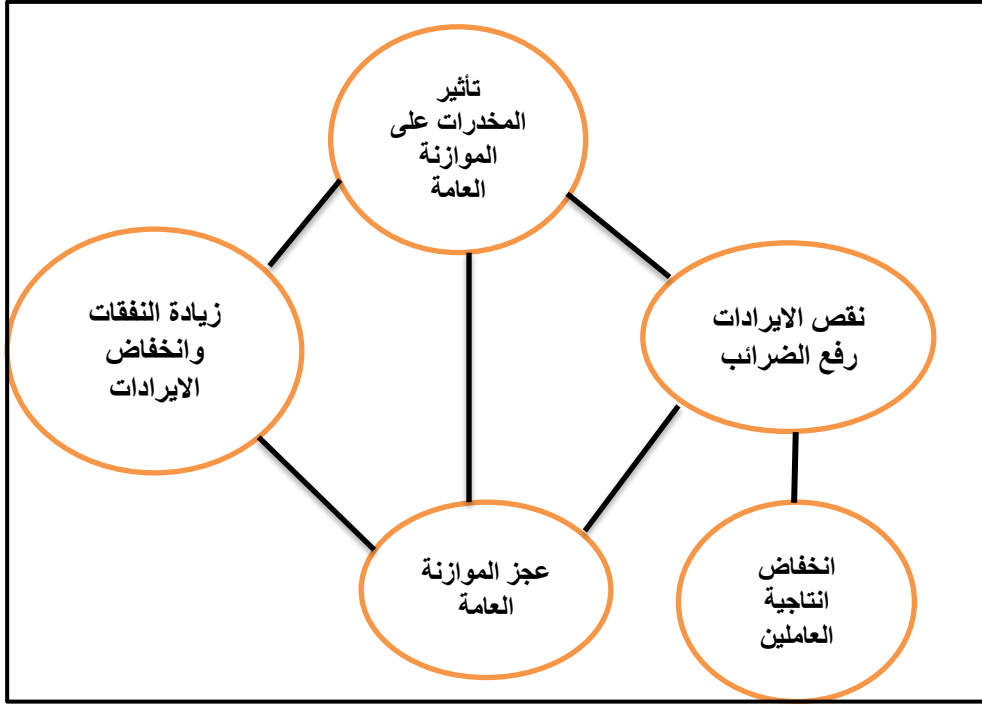 تأثير
المخدرات على
الموازنة
العامة
نقص الايرادات
رفع الضرائب
زيادة النفقات
وانخفاض
الايرادات
عجز الموازنة
العامة
انخفاض
انتاجية
العاملين